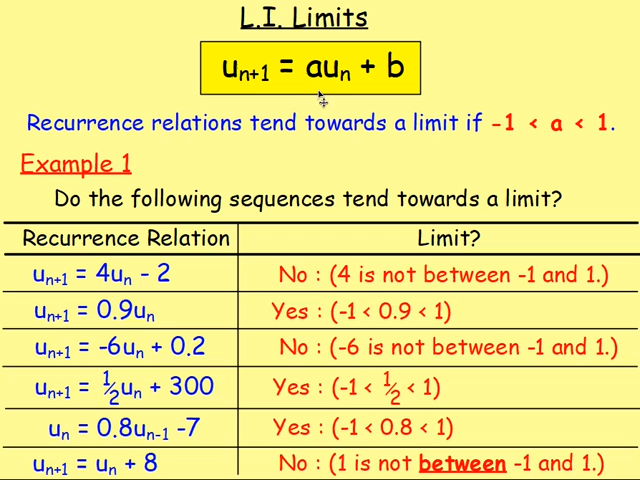 L.I. Limits
uₙ₊₁ = auₙ + b
Recurrence relations tend towards a limit if -1 < a < 1.
Example 1
Do the following sequences tend towards a limit?
Recurrence Relation Limit?
uₙ₊₁ = 4uₙ - 2 No : (4 is not between -1 and 1.)
uₙ₊₁ = 0.9uₙ Yes : (-1 < 0.9 < 1)
uₙ₊₁ = -6uₙ + 0.2 No : (-6 is not between -1 and 1.)
uₙ₊₁ = ½uₙ + 300 Yes : (-1 < ½ < 1)
uₙ = 0.8uₙ₋₁ -7 Yes : (-1 < 0.8 < 1)
uₙ₊₁ = uₙ + 8 No : (1 is not between -1 and 1.)